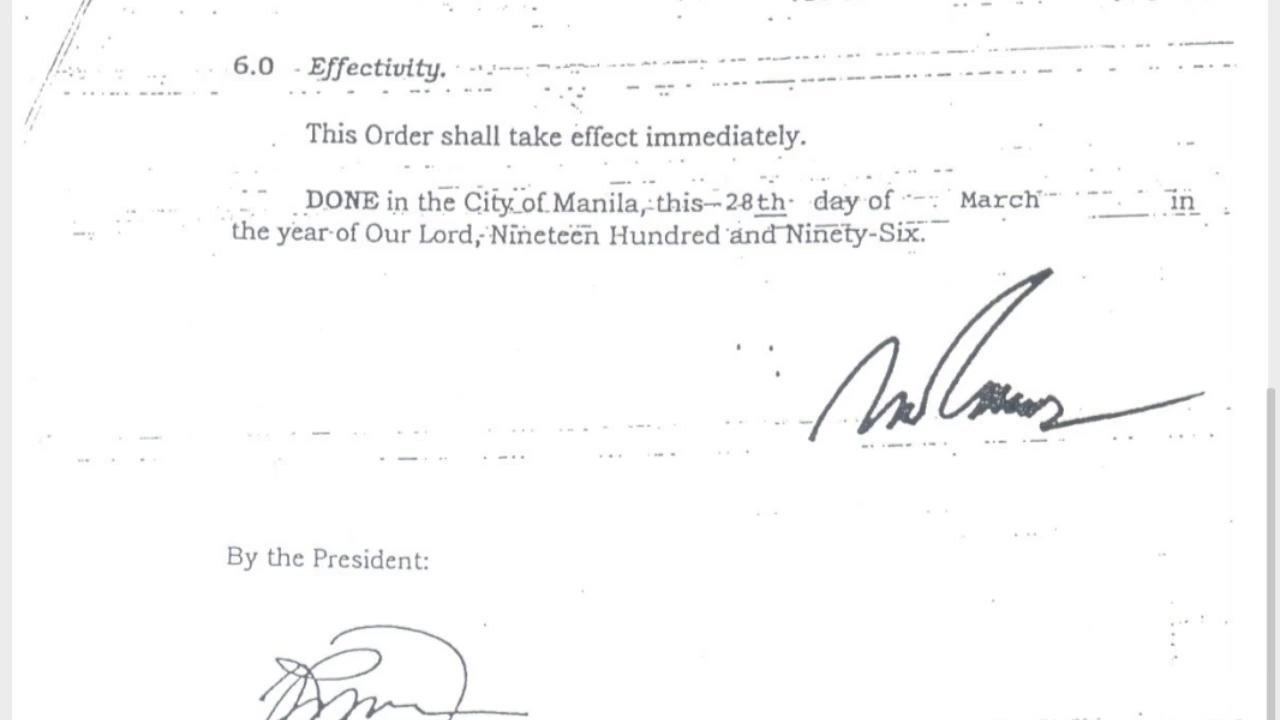 6.0 Effectivity.
This Order shall take effect immediately.
DONE in the City of Manila, this 28th day of March in
the year of Our Lord, Nineteen Hundred and Ninety-Six.
By the President: